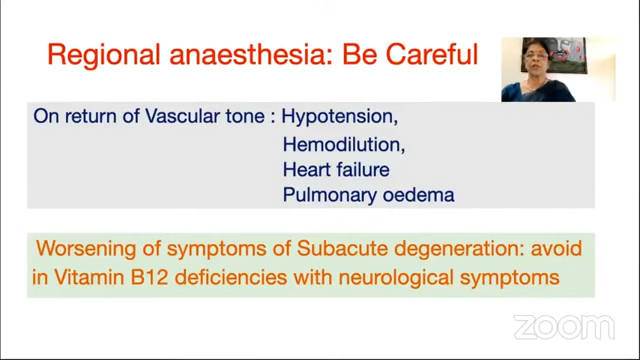 Regional anaesthesia: Be Careful
On return of Vascular tone : Hypotension,
Hemodilution,
Heart failure
Pulmonary oedema
Worsening of symptoms of Subacute degeneration: avoid
in Vitamin B12 deficiencies with neurological symptoms
zoom